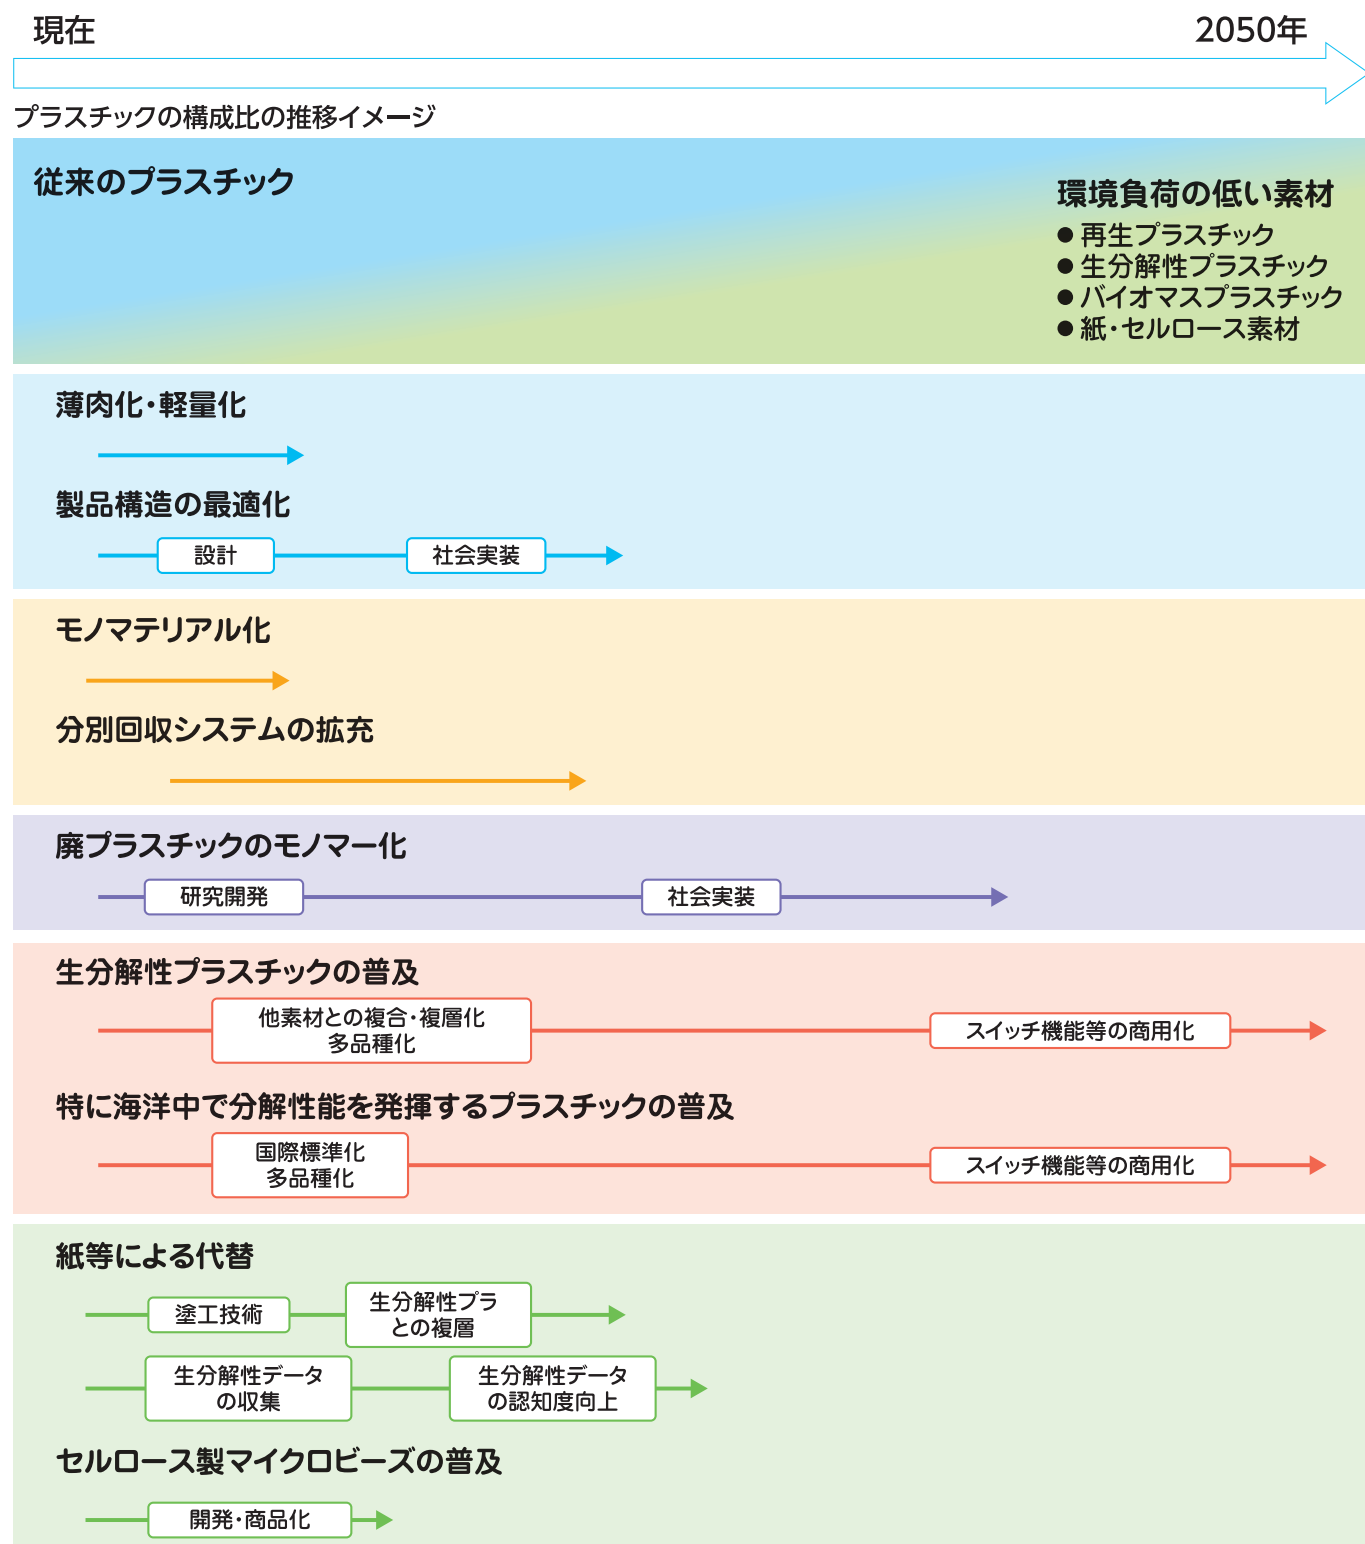 現在
2050年
プラスチックの構成比の推移イメージ
従来のプラスチック
環境負荷の低い素材
● 再生プラスチック
● 生分解性プラスチック
● バイオマスプラスチック
● 紙・セルロース素材
薄肉化・軽量化
製品構造の最適化
設計
社会実装
モノマテリアル化
分別回収システムの拡充
廃プラスチックのモノマー化
研究開発
社会実装
生分解性プラスチックの普及
他素材との複合・複層化
多品種化
スイッチ機能等の商用化
特に海洋中で分解性能を発揮するプラスチックの普及
国際標準化
多品種化
スイッチ機能等の商用化
紙等による代替
塗工技術
生分解性プラ
との複層
生分解性データ
の収集
生分解性データ
の認知度向上
セルロース製マイクロビーズの普及
開発・商品化